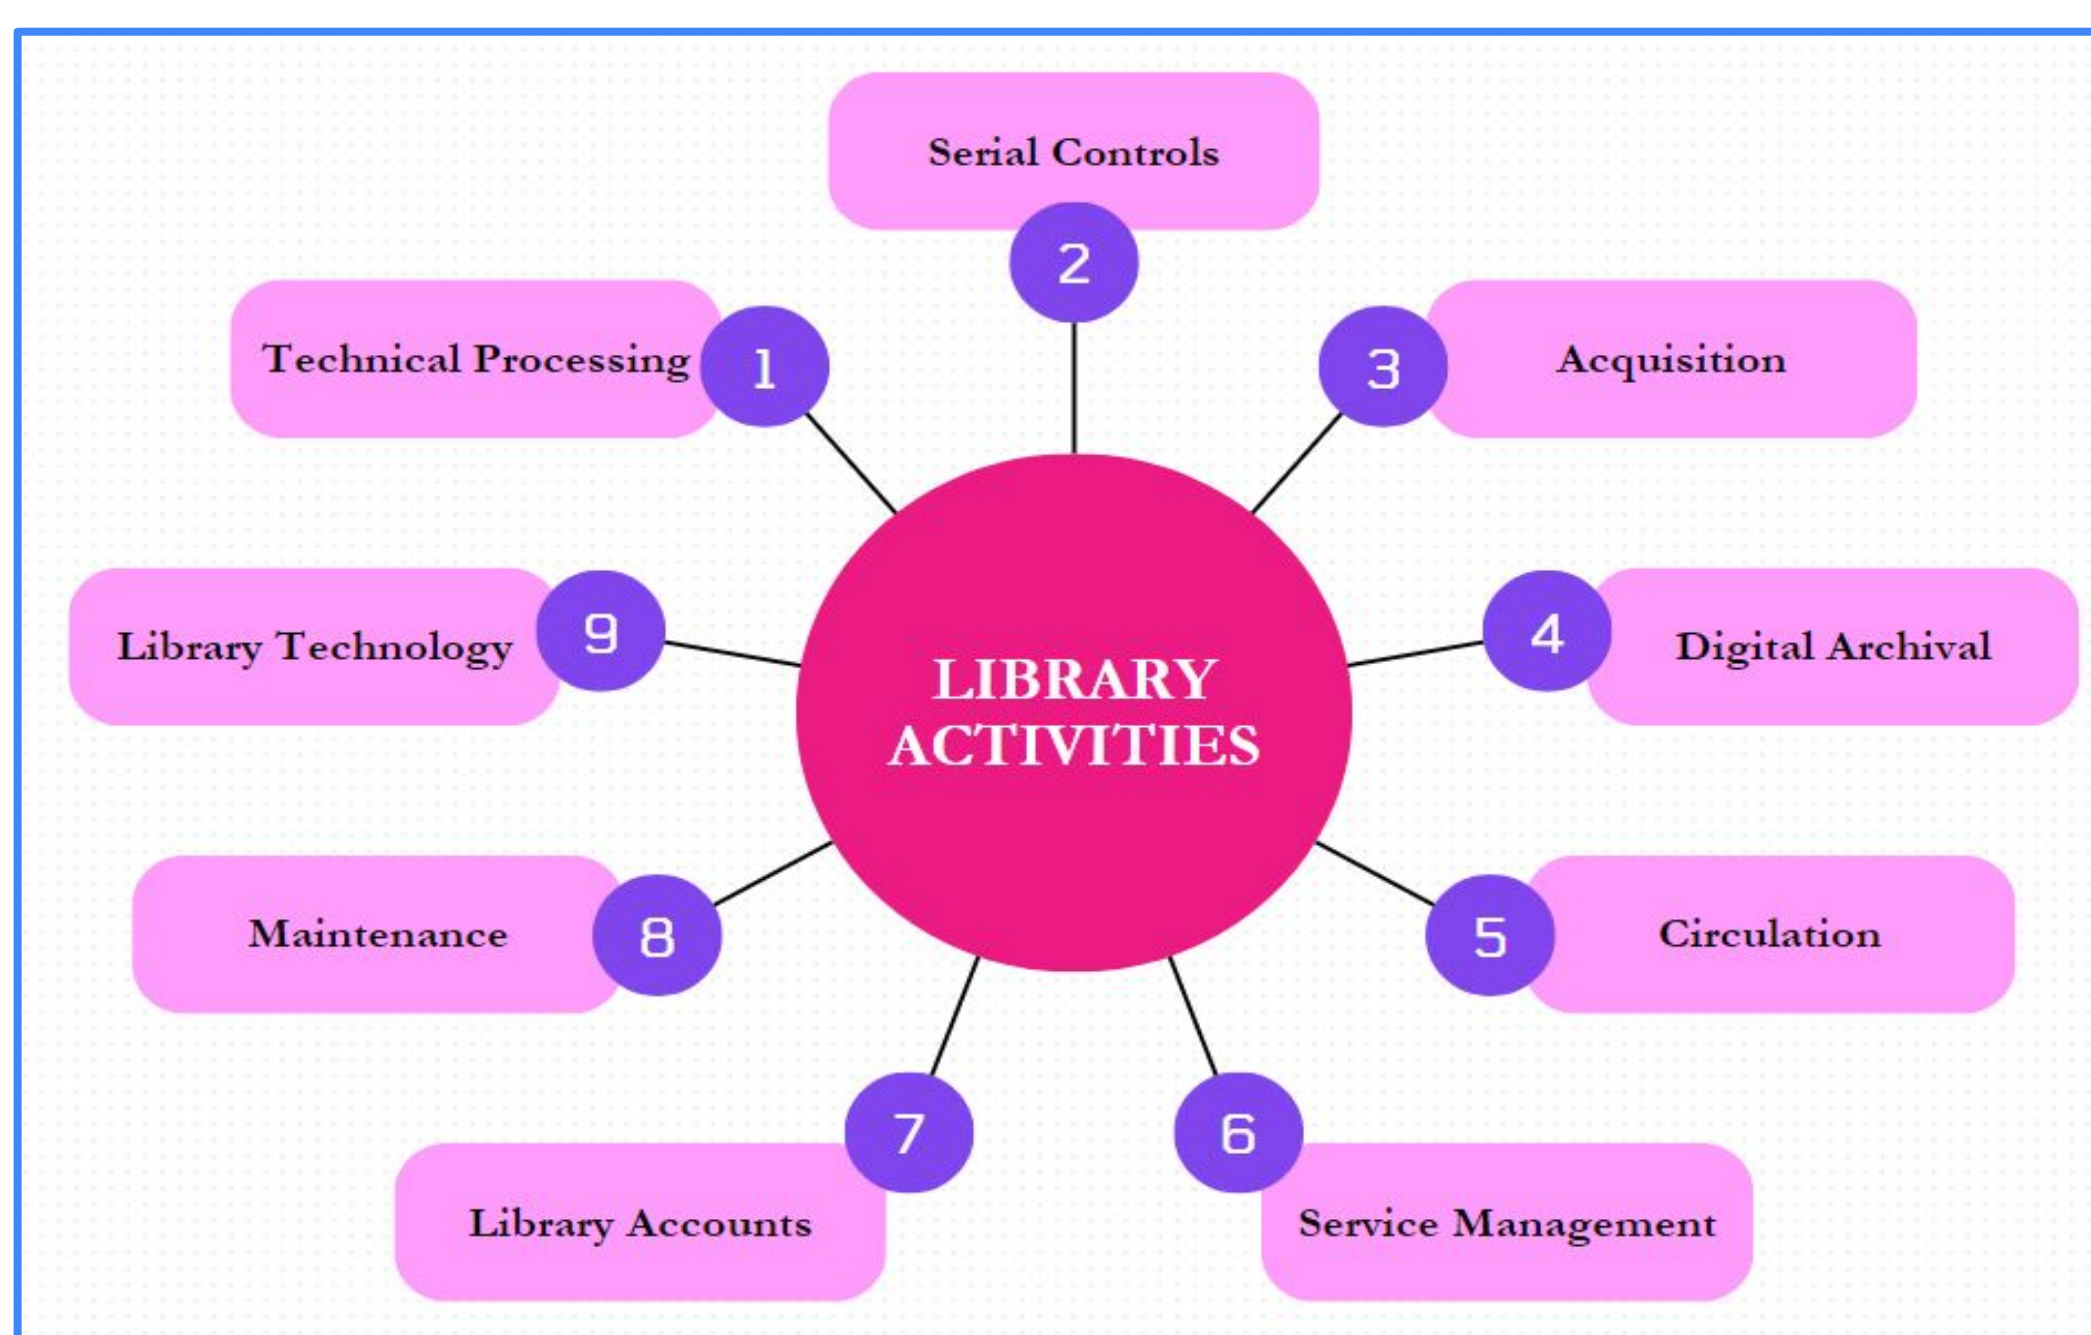 Serial Controls
2
Technical Processing
1
3
Acquisition
Library Technology
9
4
Digital Archival
LIBRARY
ACTIVITIES
Maintenance
8
5
Circulation
7
Library Accounts
6
Service Management